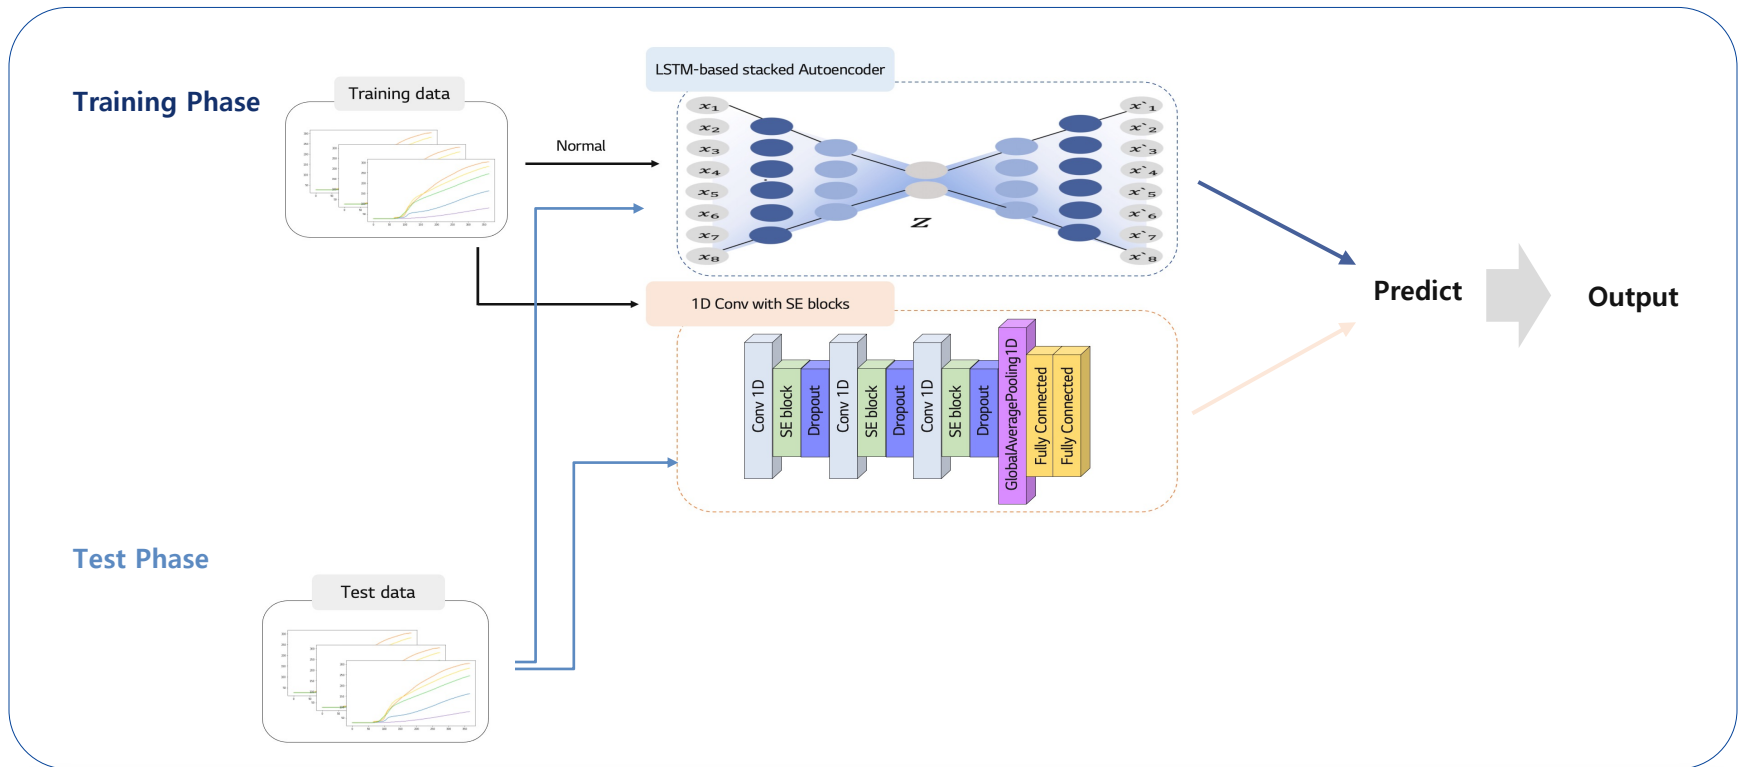 LSTM-based stacked Autoencoder
Training Phase
Training data
Normal
x1
x2
x3
x4
x5
x6
x7
x8
Z
x`1
x`2
x`3
x`4
x`5
x`6
x`7
x`8
1D Conv with SE blocks
Conv 1D
SE block
Dropout
Conv 1D
SE block
Dropout
Conv 1D
SE block
Dropout
GlobalAveragePooling1D
Fully Connected
Fully Connected
Predict
Output
Test Phase
Test data